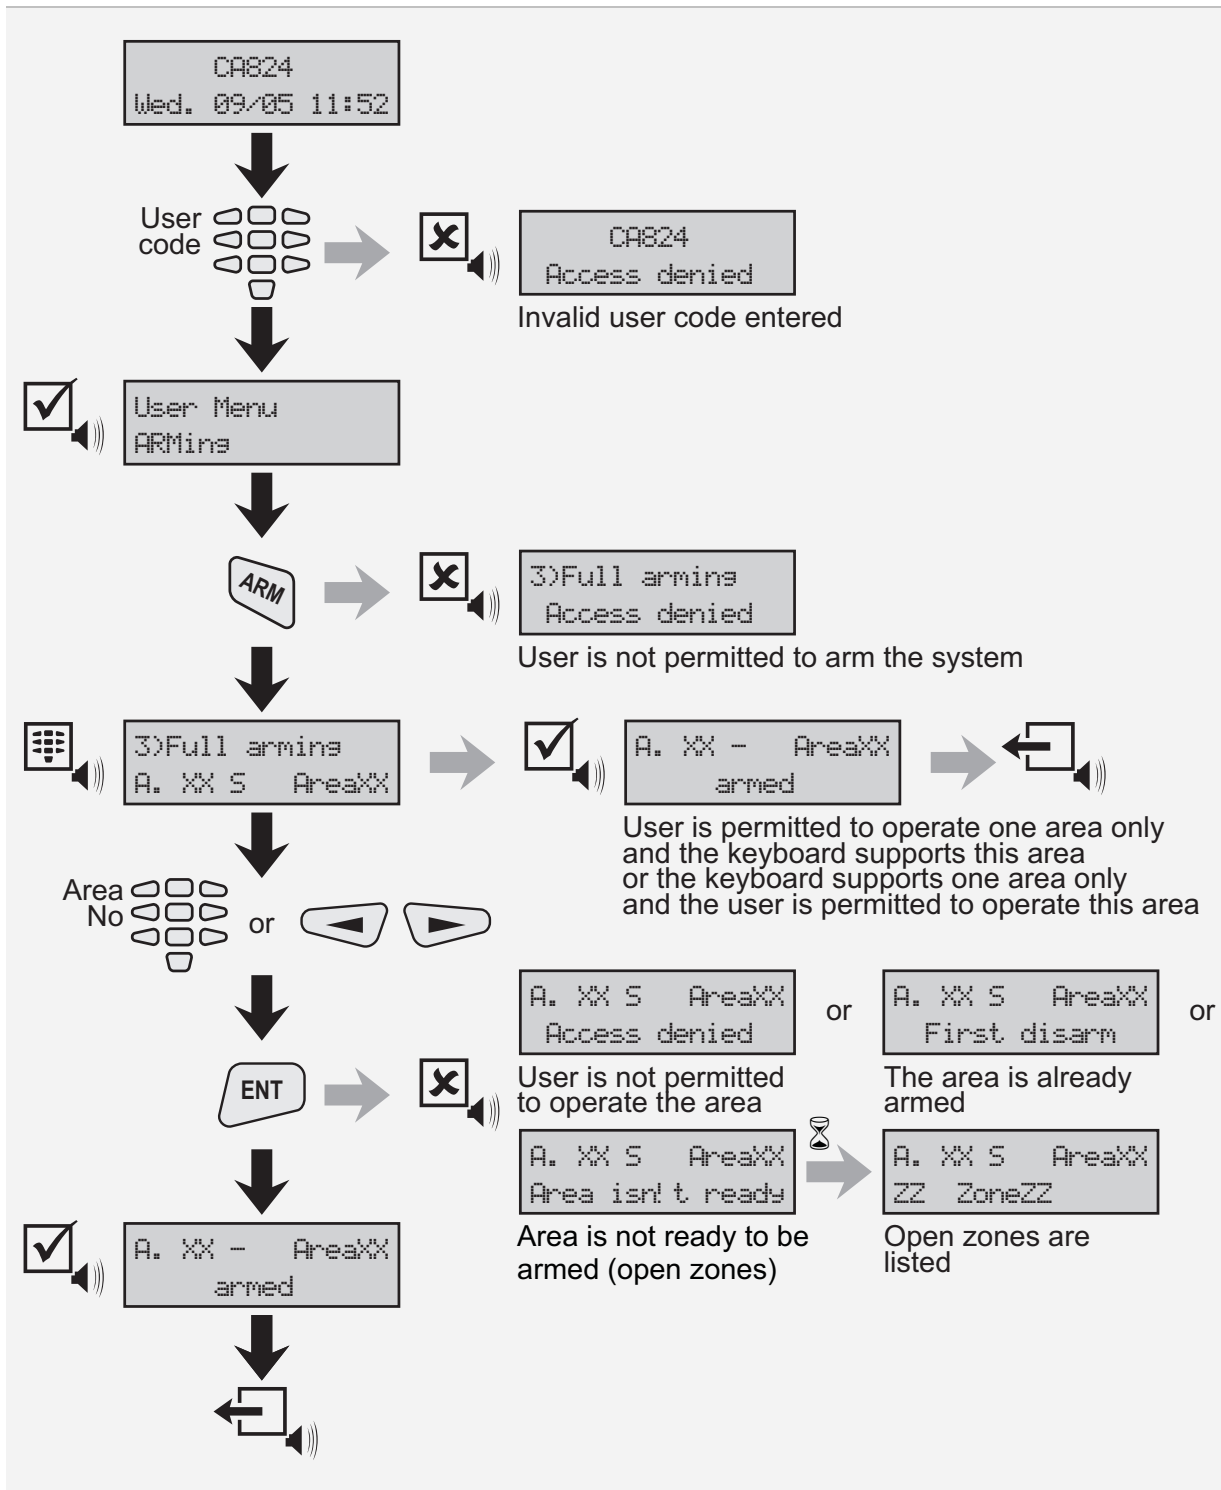 CA824
Wed. 09/05 11:52
User
code
CA824
Access denied
Invalid user code entered
User Menu
ARMing
ARM
3)Full arming
Access denied
User is not permitted to arm the system
3)Full arming
A. XX S AreaXX
A. XX - AreaXX
armed
User is permitted to operate one area only
and the keyboard supports this area
or the keyboard supports one area only
and the user is permitted to operate this area
Area
No
or
A. XX S AreaXX
Access denied
or
A. XX S AreaXX
First disarm
or
User is not permitted
to operate the area
The area is already
armed
ENT
A. XX S AreaXX
Area isn!t ready
A. XX S AreaXX
ZZ ZoneZZ
Area is not ready to be
armed (open zones)
Open zones are
listed
A. XX - AreaXX
armed